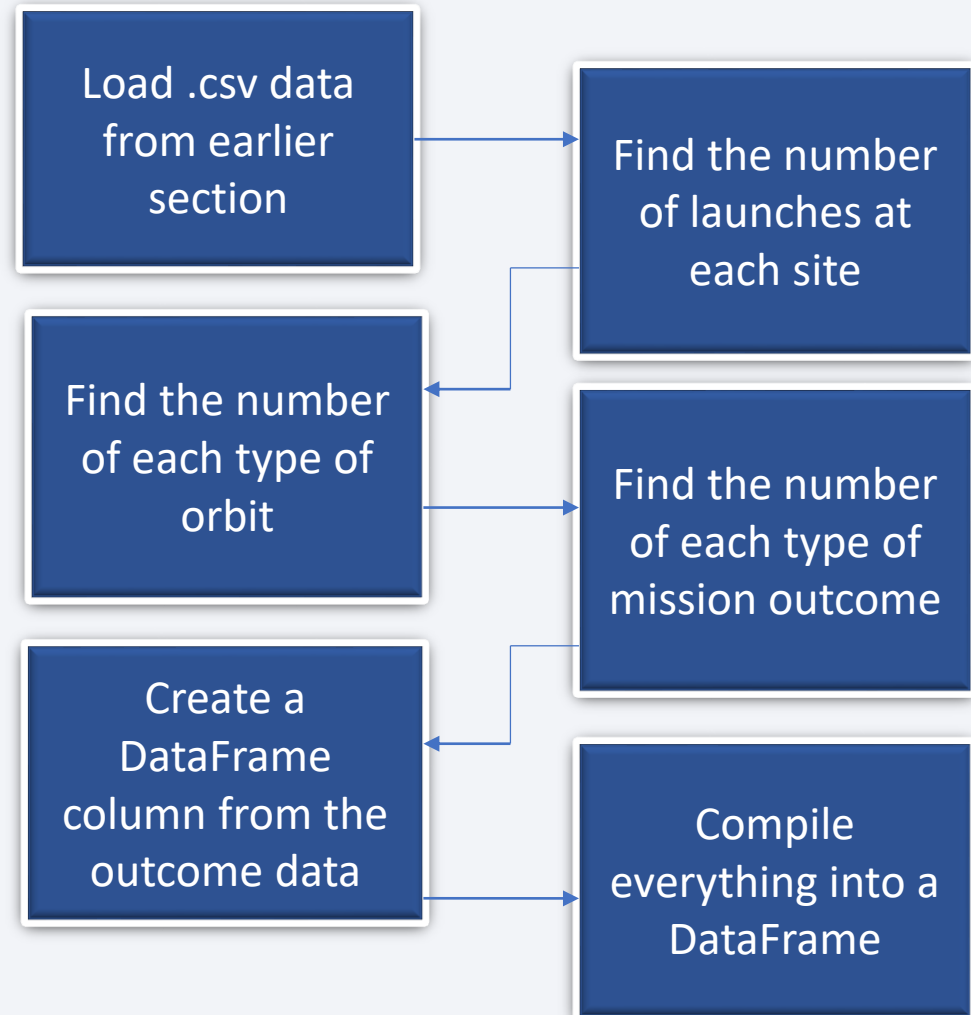 Load .csv data
from earlier
section
Find the number
of launches at
each site
Find the number
of each type of
orbit
Find the number
of each type of
mission outcome
Create a
DataFrame
column from the
outcome data
Compile
everything into a
DataFrame